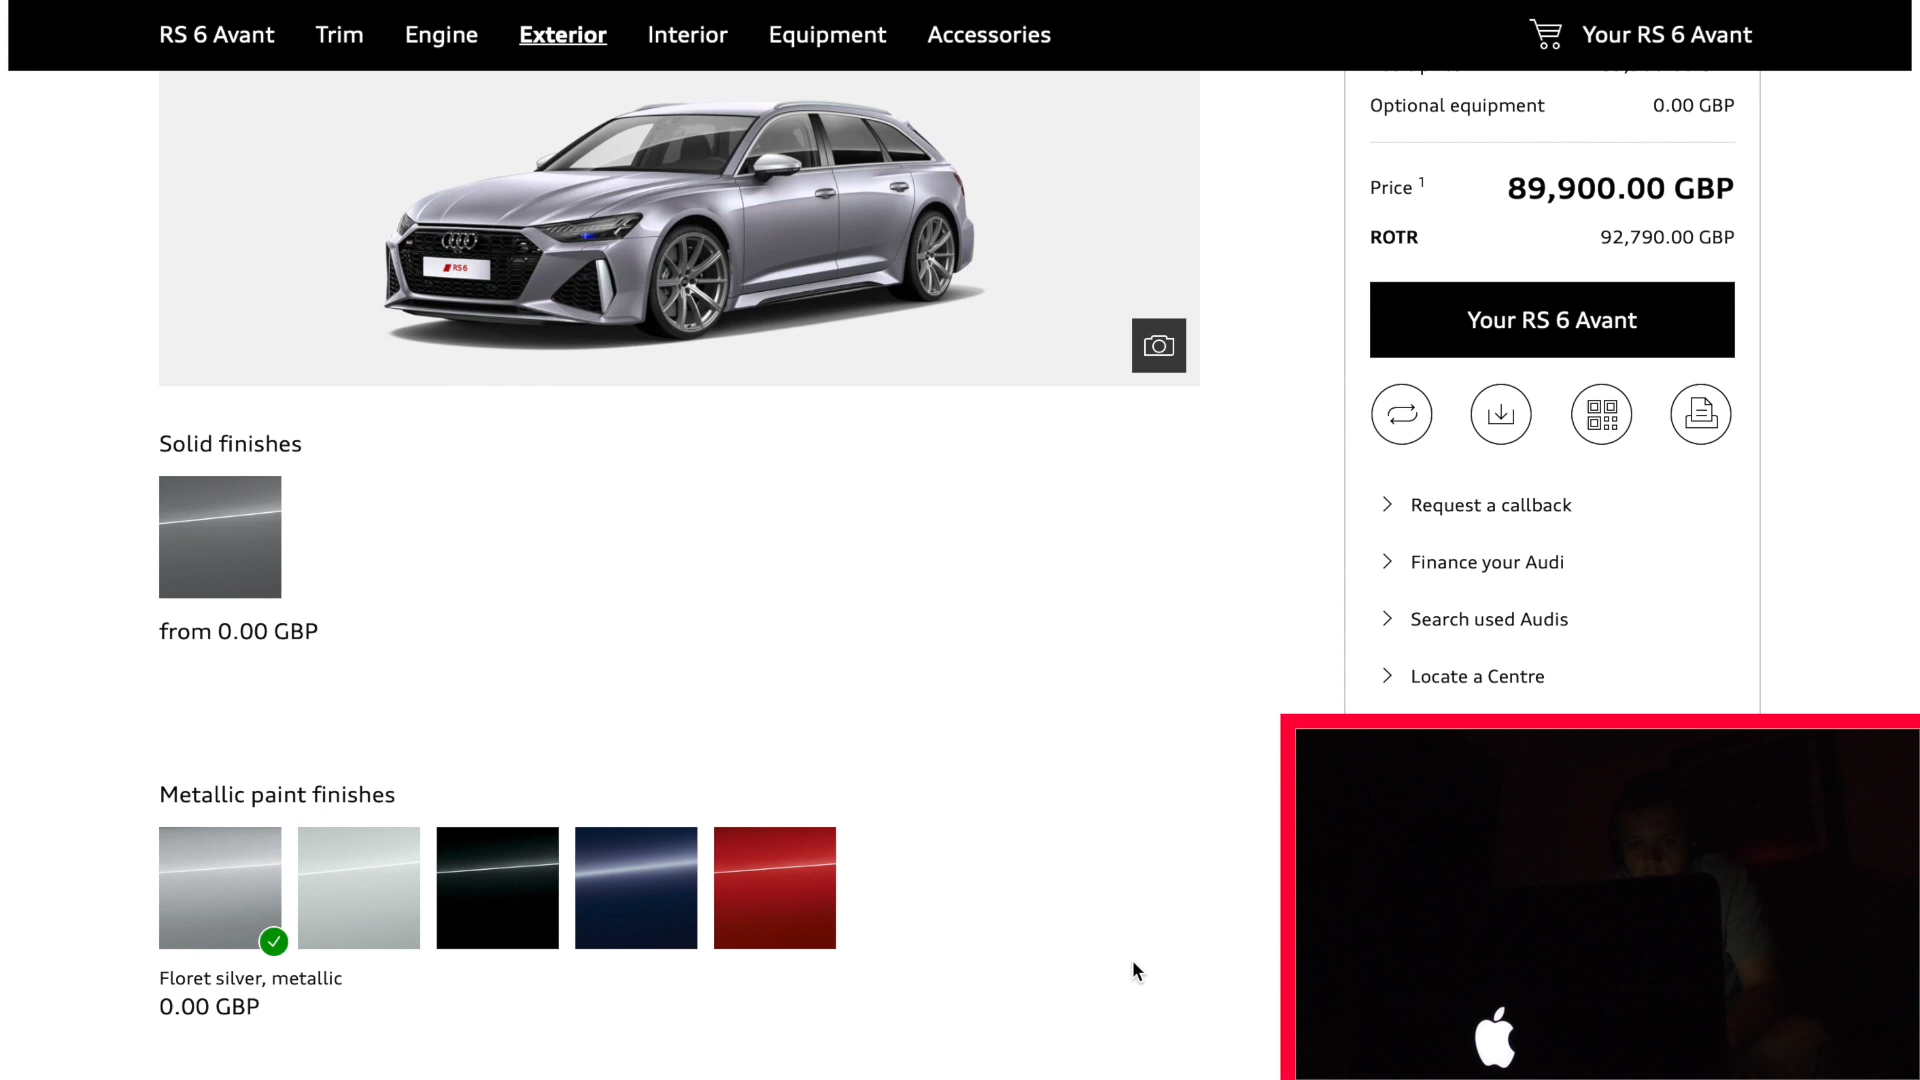 RS 6 Avant Trim Engine Exterior Interior Equipment Accessories Your RS 6 Avant
Optional equipment 0.00 GBP
Price 1 89,900.00 GBP
ROTR 92,790.00 GBP
RS 6
Your RS 6 Avant
Solid finishes
from 0.00 GBP
Request a callback
Finance your Audi
Search used Audis
Locate a Centre
Metallic paint finishes
Floret silver, metallic
0.00 GBP